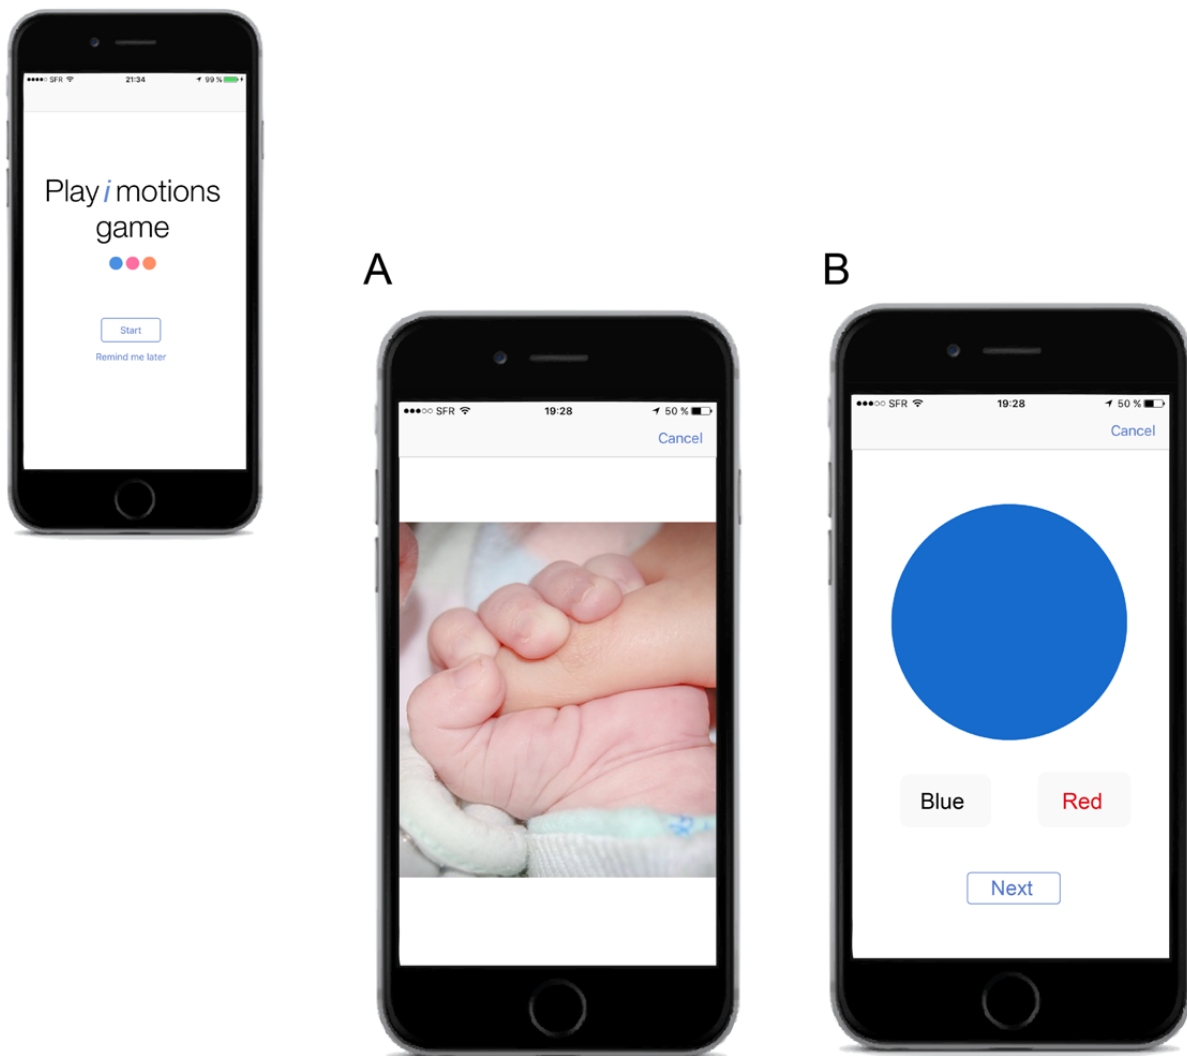 SFR 21:34 99 %
Play i motions
game
Start
Remind me later
A
SFR 19:28 50 %
Cancel
B
SFR 19:28 50 %
Cancel
Blue Red
Next